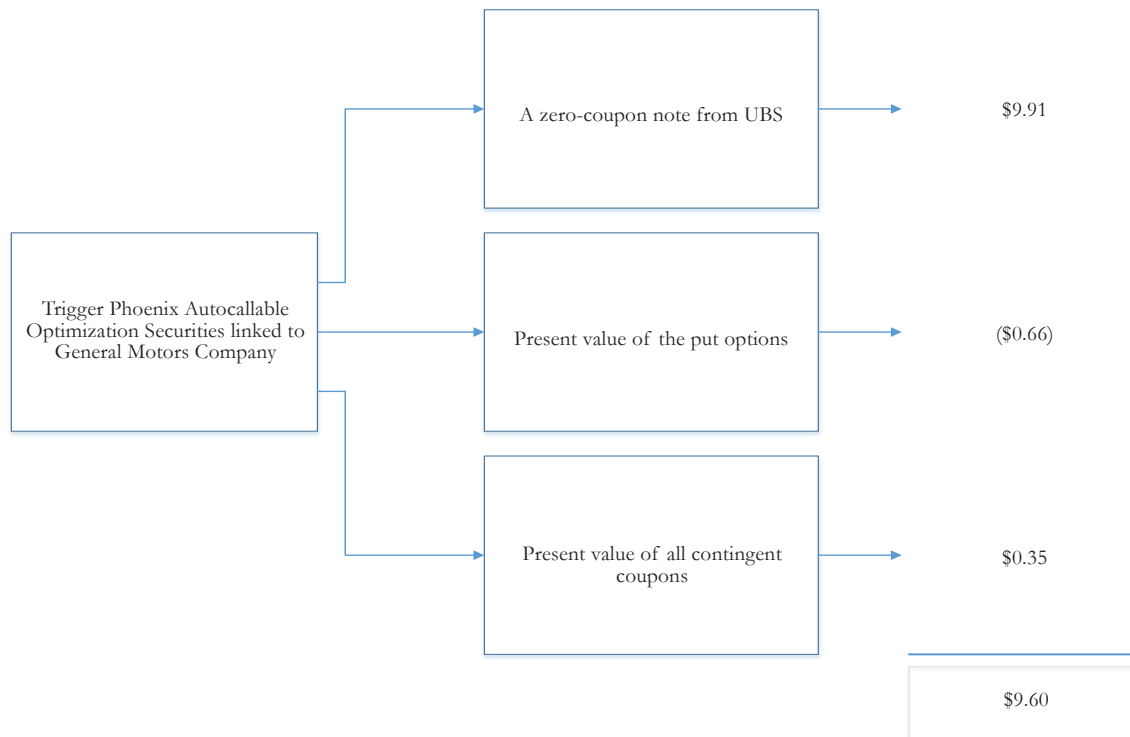 A zero-coupon note from UBS
$9.91
Trigger Phoenix Autocallable
Optimization Securities linked to
General Motors Company
Present value of the put options
($0.66)
Present value of all contingent
coupons
$0.35
$9.60